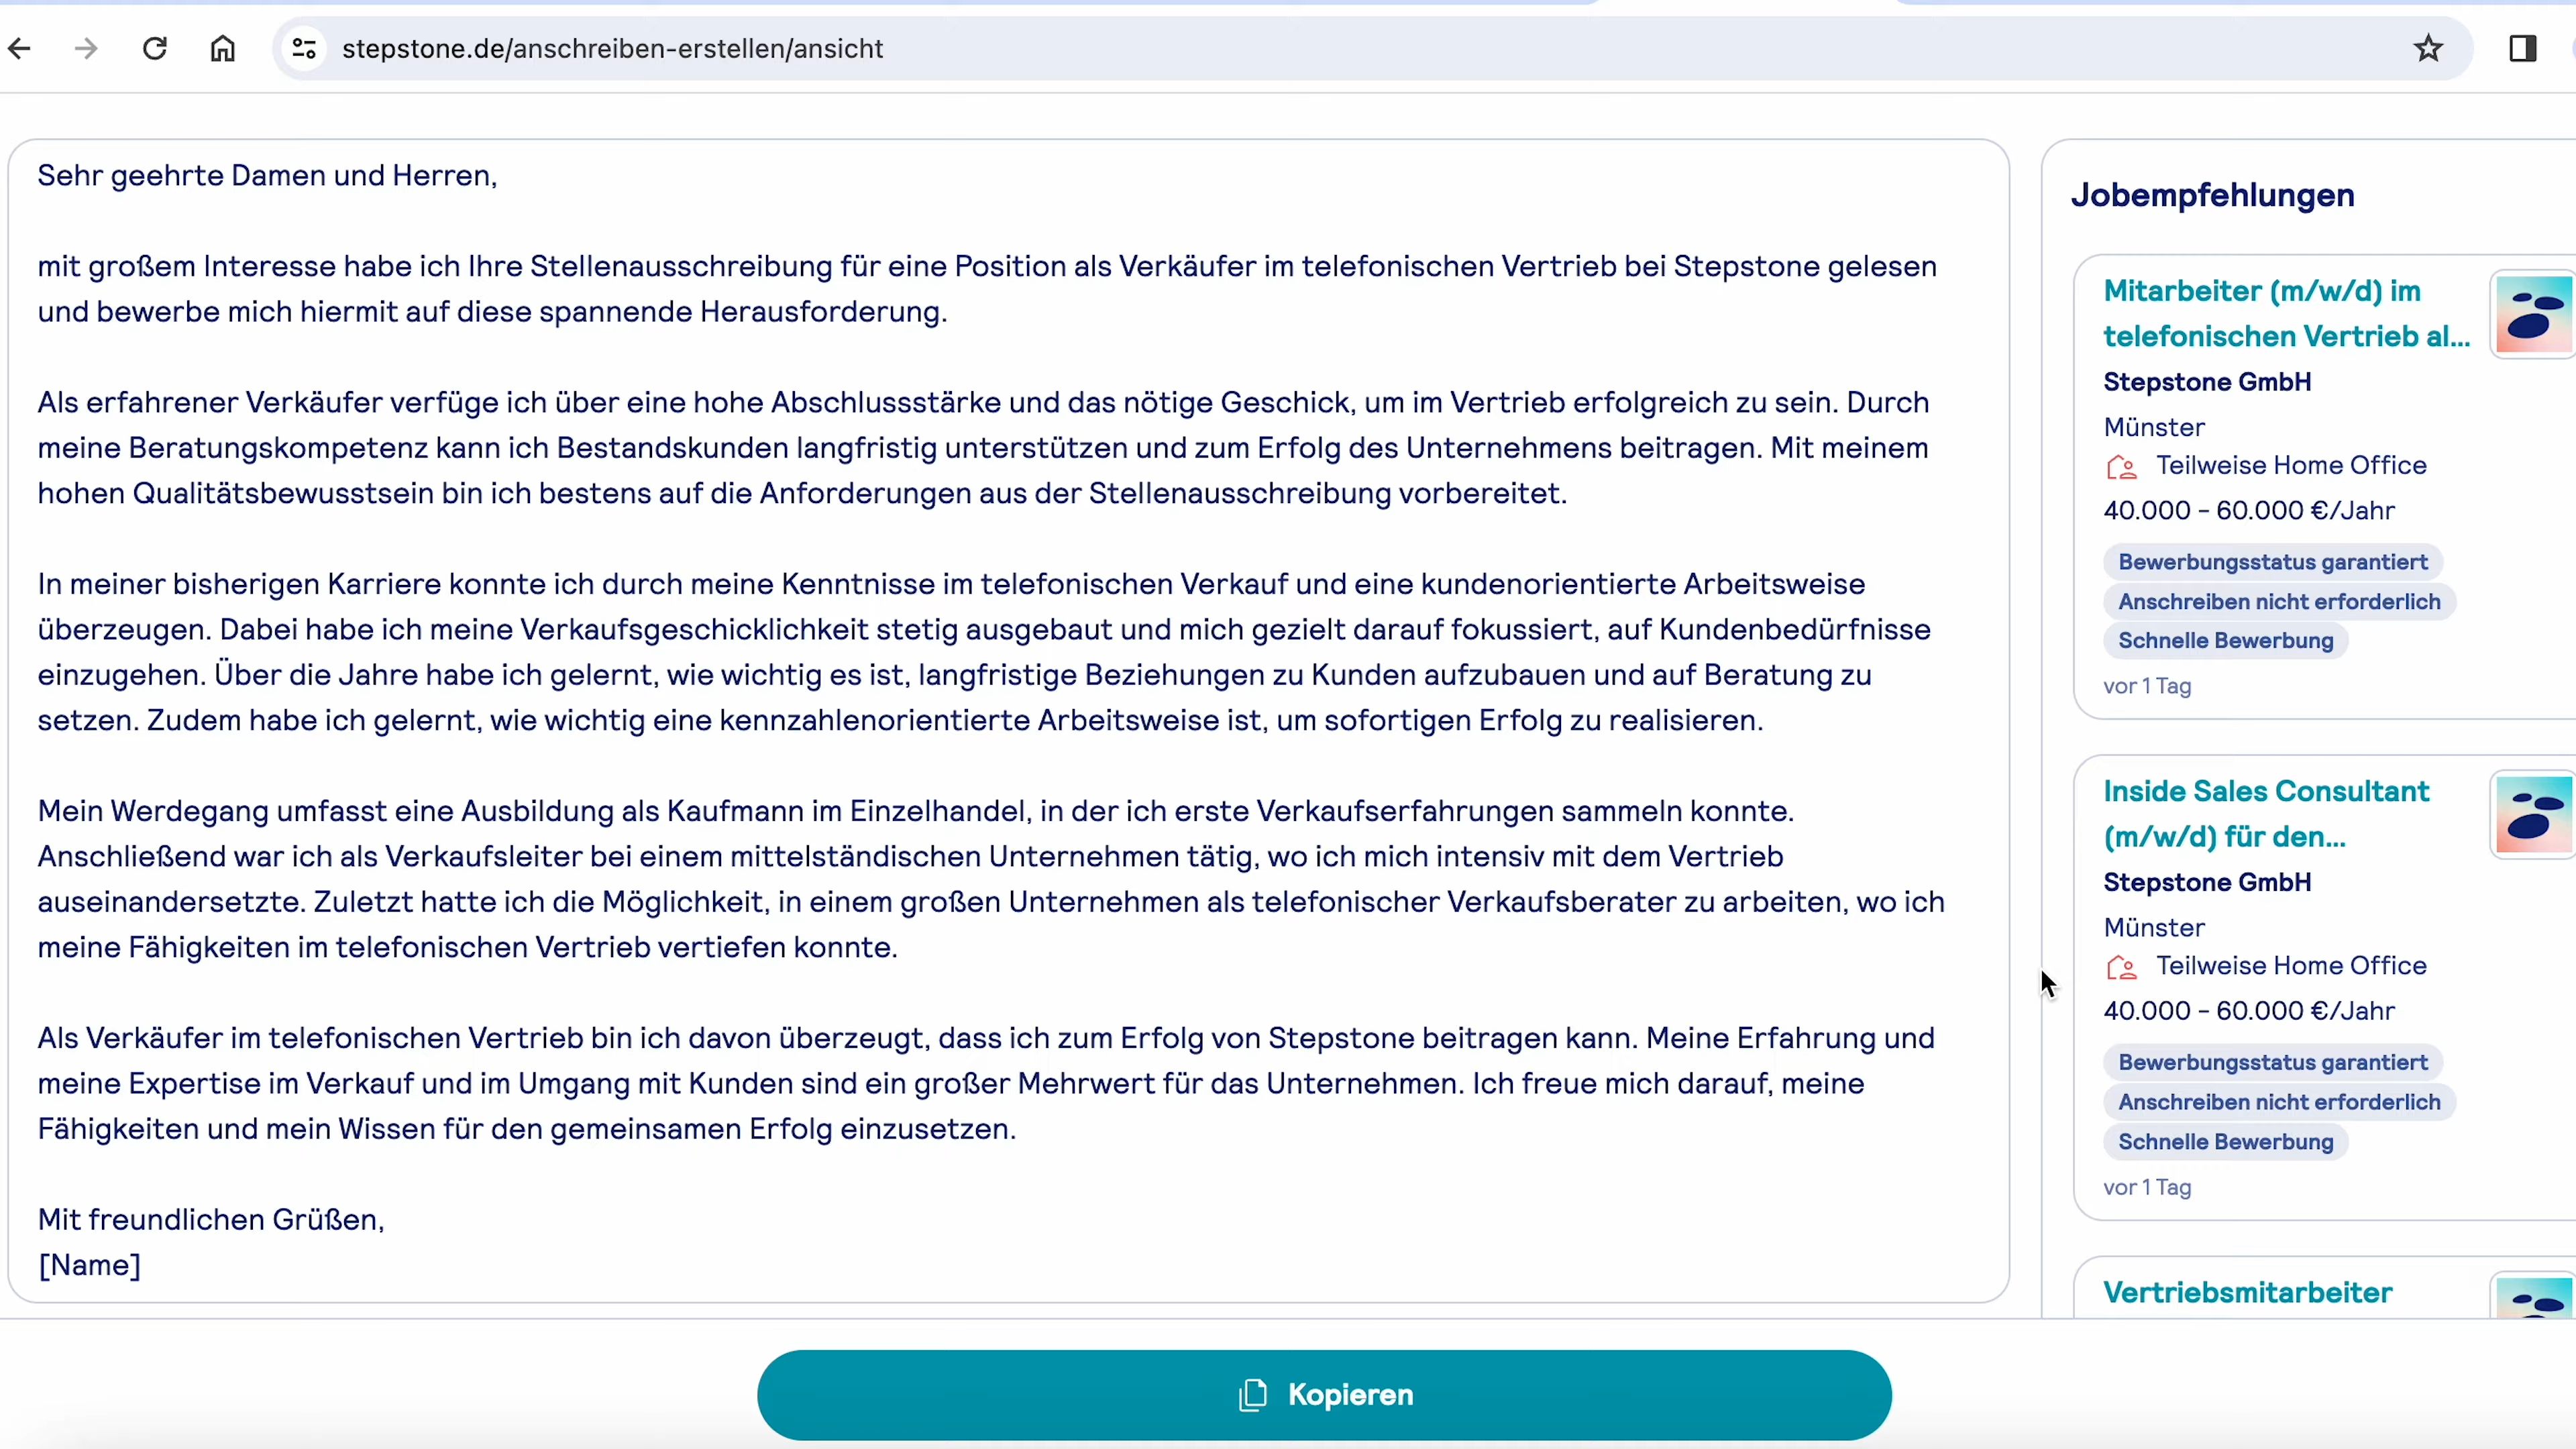 stepstone.de/anschreiben-erstellen/ansicht
Sehr geehrte Damen und Herren,
mit großem Interesse habe ich Ihre Stellenausschreibung für eine Position als Verkäufer im telefonischen Vertrieb bei Stepstone gelesen
und bewerbe mich hiermit auf diese spannende Herausforderung.
Als erfahrener Verkäufer verfüge ich über eine hohe Abschlussstärke und das nötige Geschick, um im Vertrieb erfolgreich zu sein. Durch
meine Beratungskompetenz kann ich Bestandskunden langfristig unterstützen und zum Erfolg des Unternehmens beitragen. Mit meinem
hohen Qualitätsbewusstsein bin ich bestens auf die Anforderungen aus der Stellenausschreibung vorbereitet.
In meiner bisherigen Karriere konnte ich durch meine Kenntnisse im telefonischen Verkauf und eine kundenorientierte Arbeitsweise
überzeugen. Dabei habe ich meine Verkaufsgeschicklichkeit stetig ausgebaut und mich gezielt darauf fokussiert, auf Kundenbedürfnisse
einzugehen. Über die Jahre habe ich gelernt, wie wichtig es ist, langfristige Beziehungen zu Kunden aufzubauen und auf Beratung zu
setzen. Zudem habe ich gelernt, wie wichtig eine kennzahlenorientierte Arbeitsweise ist, um sofortigen Erfolg zu realisieren.
Mein Werdegang umfasst eine Ausbildung als Kaufmann im Einzelhandel, in der ich erste Verkaufserfahrungen sammeln konnte.
Anschließend war ich als Verkaufsleiter bei einem mittelständischen Unternehmen tätig, wo ich mich intensiv mit dem Vertrieb
auseinandersetzte. Zuletzt hatte ich die Möglichkeit, in einem großen Unternehmen als telefonischer Verkaufsberater zu arbeiten, wo ich
meine Fähigkeiten im telefonischen Vertrieb vertiefen konnte.
Als Verkäufer im telefonischen Vertrieb bin ich davon überzeugt, dass ich zum Erfolg von Stepstone beitragen kann. Meine Erfahrung und
meine Expertise im Verkauf und im Umgang mit Kunden sind ein großer Mehrwert für das Unternehmen. Ich freue mich darauf, meine
Fähigkeiten und mein Wissen für den gemeinsamen Erfolg einzusetzen.
Mit freundlichen Grüßen,
[Name]
Jobempfehlungen
Mitarbeiter (m/w/d) im
telefonischen Vertrieb al...
Stepstone GmbH
Münster
Teilweise Home Office
40.000 - 60.000 €/Jahr
Bewerbungsstatus garantiert
Anschreiben nicht erforderlich
Schnelle Bewerbung
vor 1 Tag
Inside Sales Consultant
(m/w/d) für den...
Stepstone GmbH
Münster
Teilweise Home Office
40.000 - 60.000 €/Jahr
Bewerbungsstatus garantiert
Anschreiben nicht erforderlich
Schnelle Bewerbung
vor 1 Tag
Vertriebsmitarbeiter
Kopieren